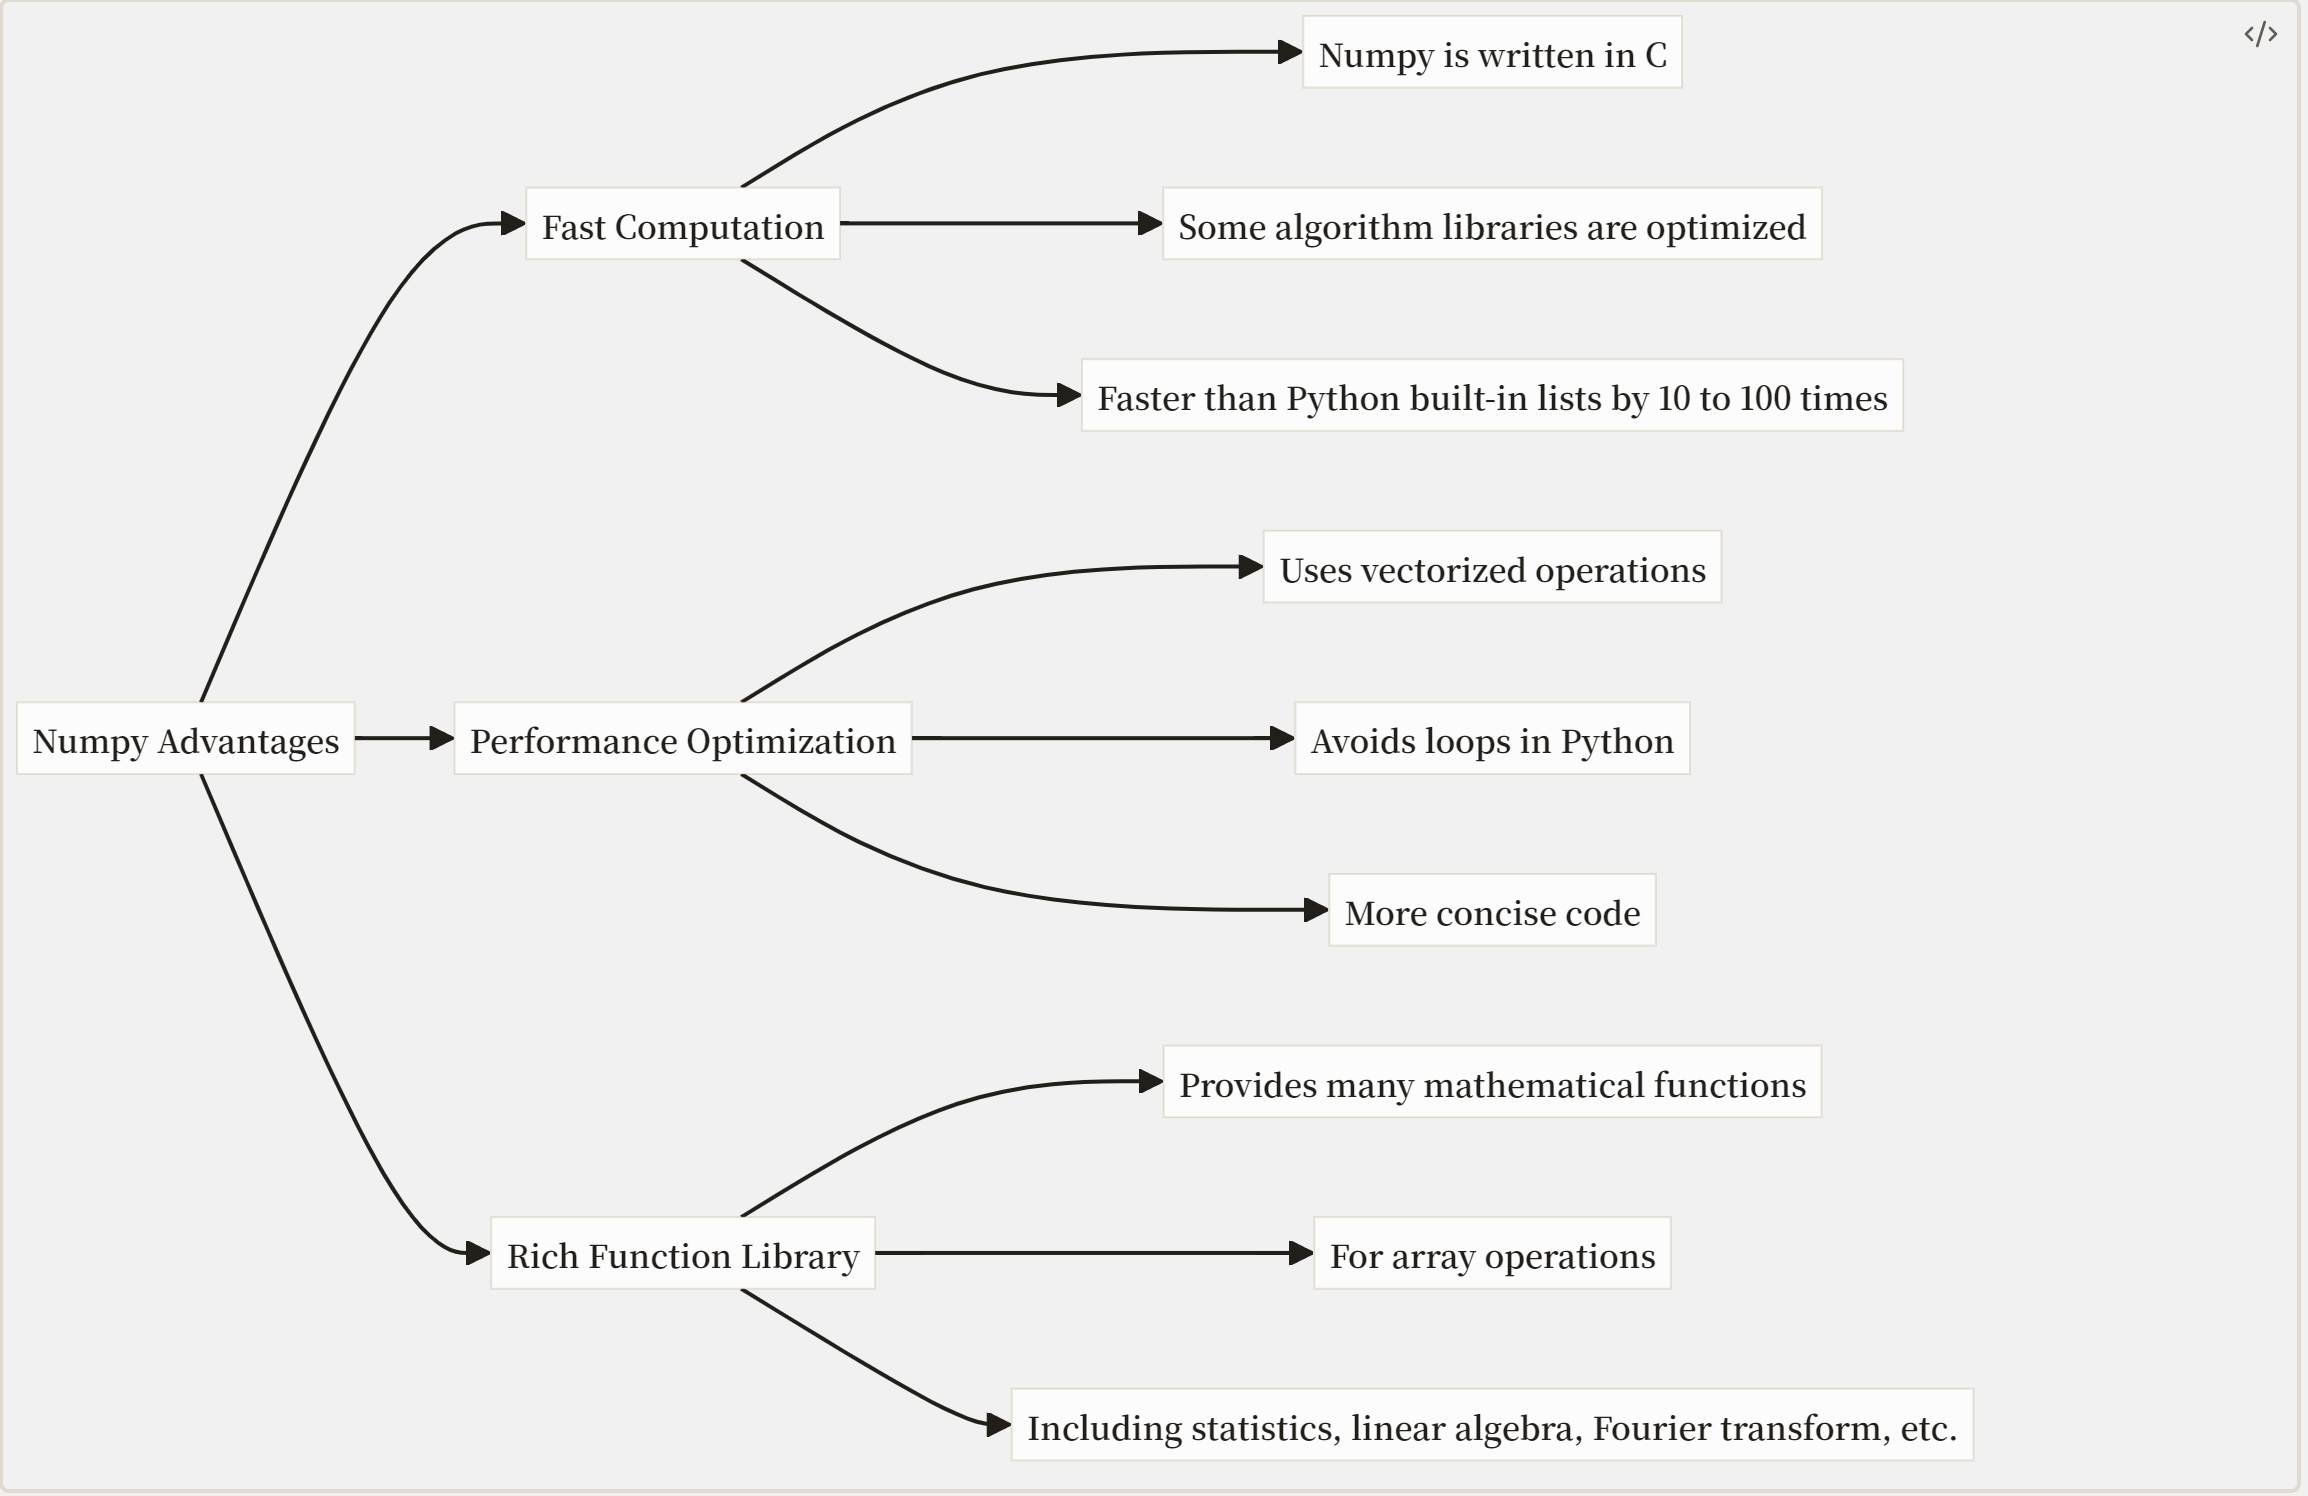 Numpy Advantages
Fast Computation
Numpy is written in C
Some algorithm libraries are optimized
Faster than Python built-in lists by 10 to 100 times
Performance Optimization
Uses vectorized operations
Avoids loops in Python
More concise code
Rich Function Library
Provides many mathematical functions
For array operations
Including statistics, linear algebra, Fourier transform, etc.